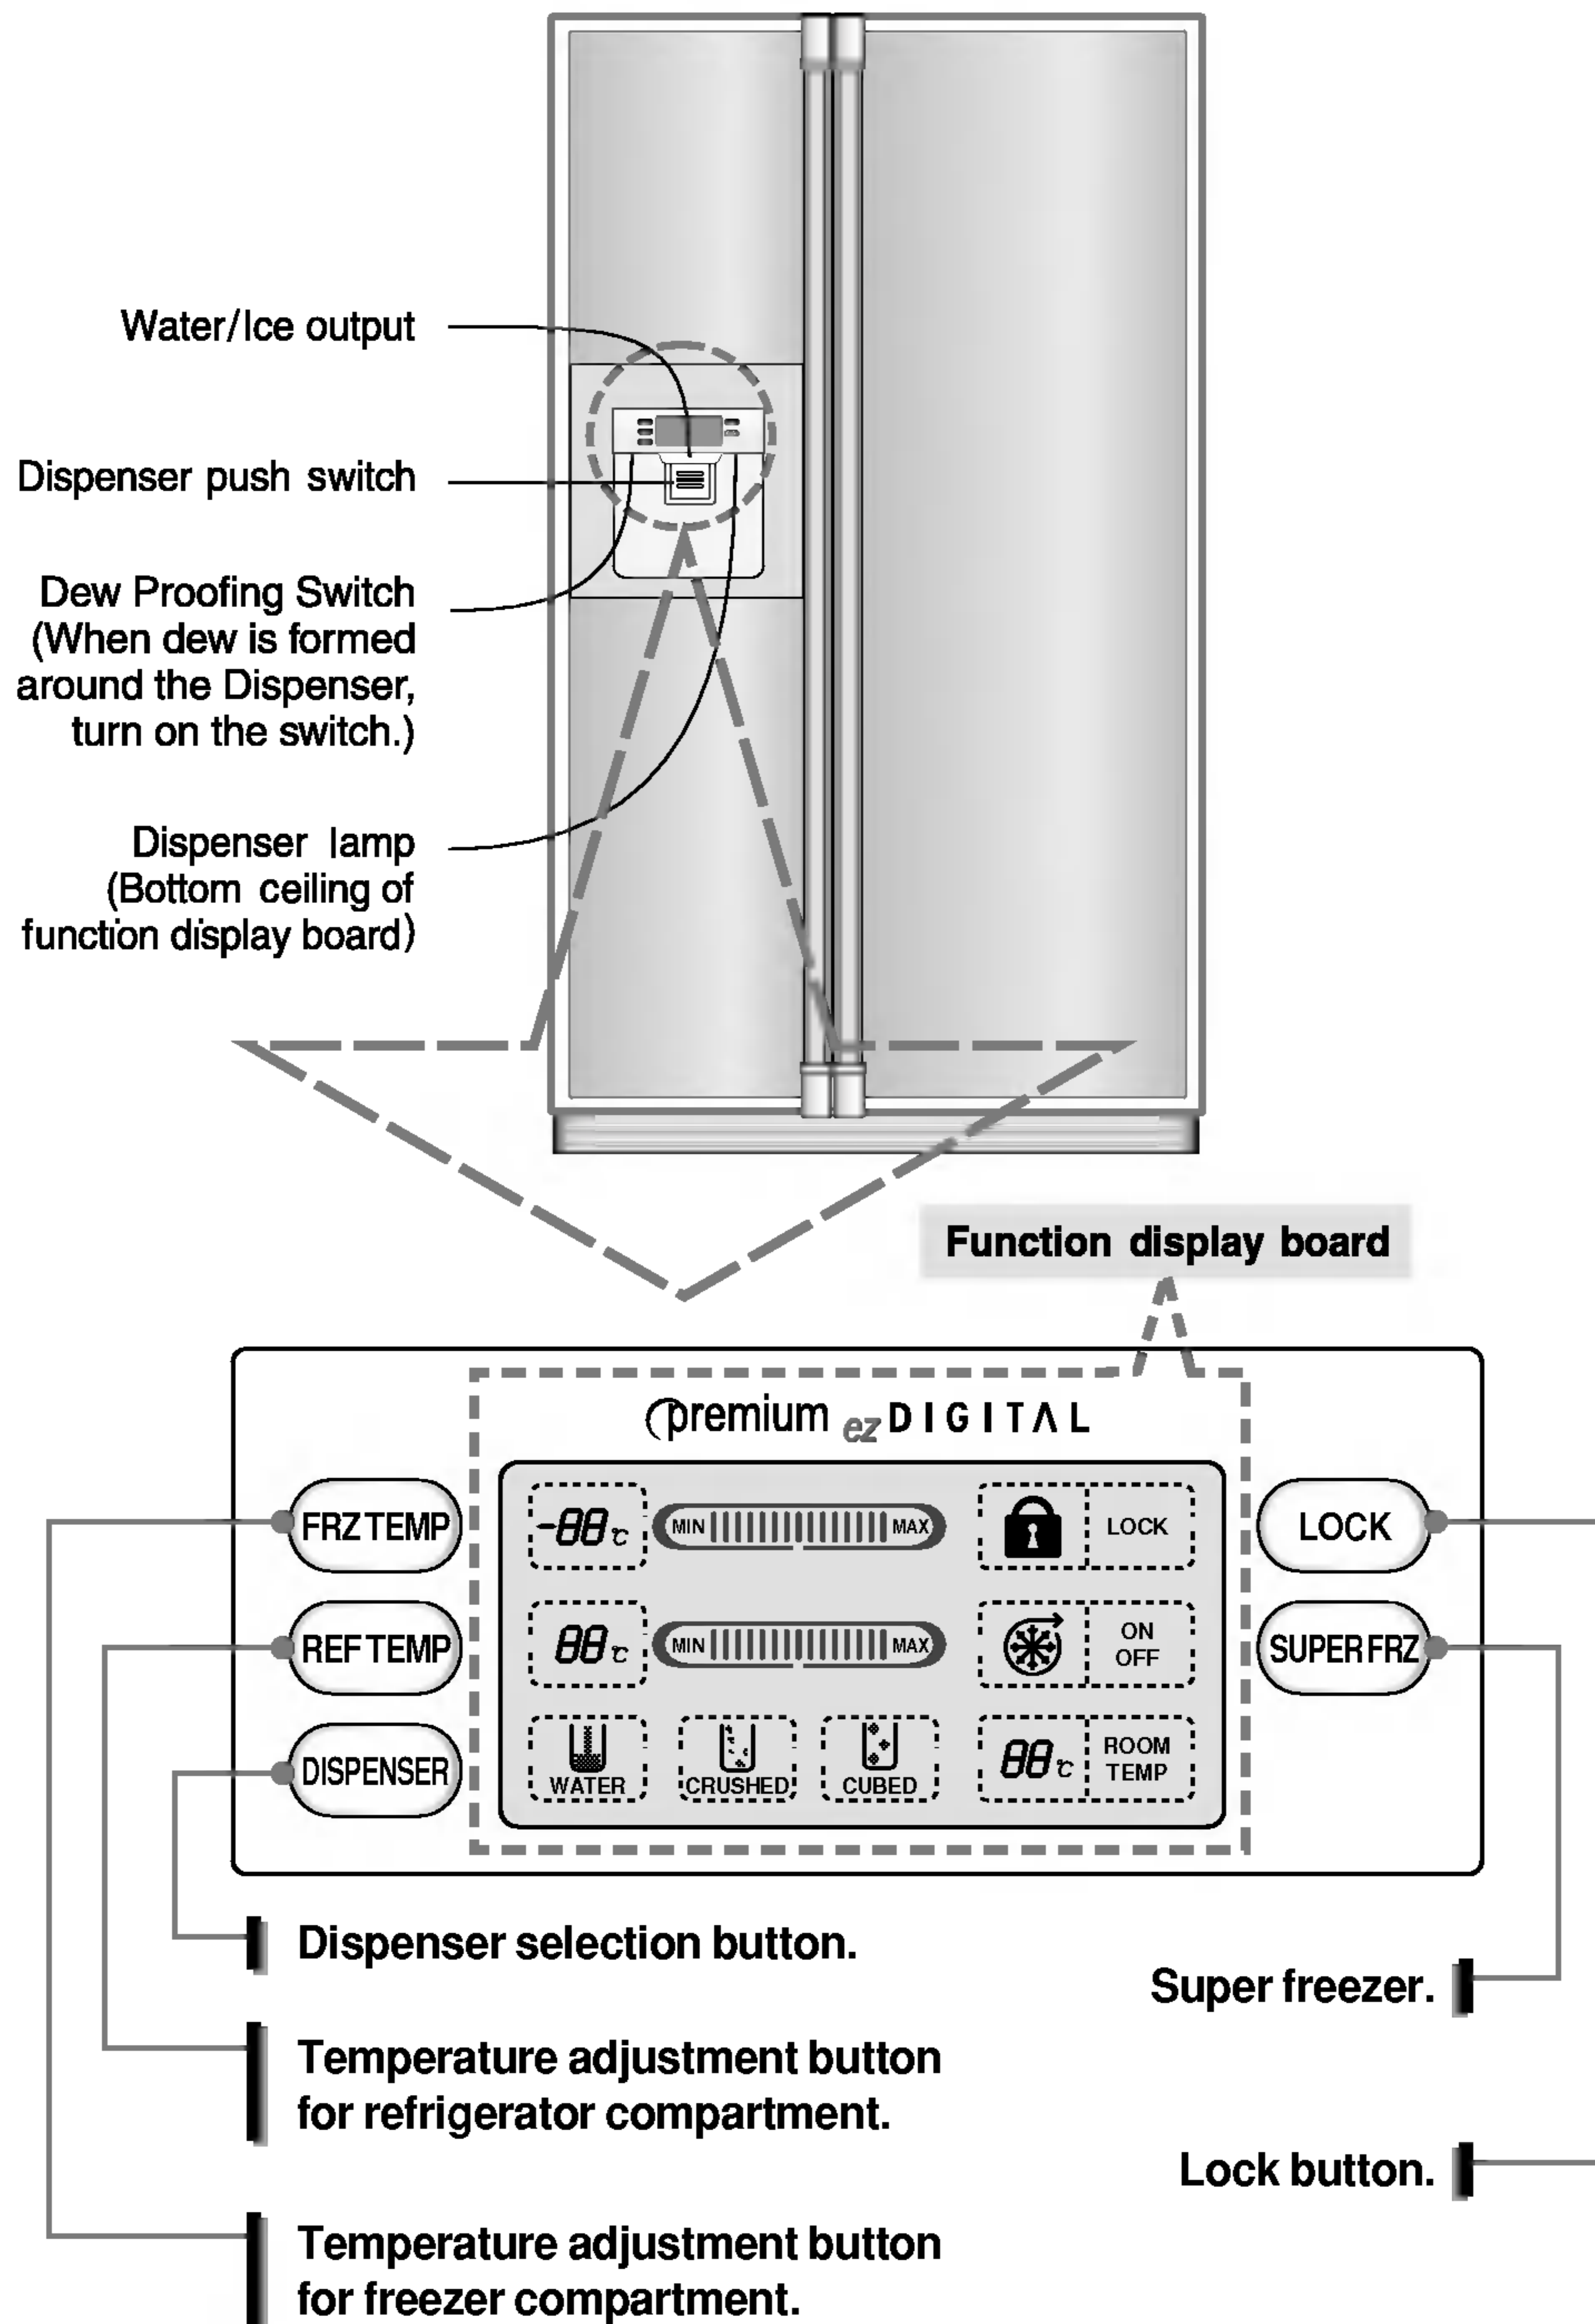 Water/Ice output
Dispenser push switch
Dew Proofing Switch
(When dew is formed
around the Dispenser,
turn on the switch.)
Dispenser lamp
(Bottom ceiling of
function display board)
Function display board
premium ez DIGITAL
FRZ TEMP
-88 °C
MIN
MAX
LOCK
LOCK
REF TEMP
88 °C
MIN
MAX
ON
OFF
SUPER FRZ
DISPENSER
WATER
CRUSHED
CUBED
88 °C
ROOM
TEMP
Dispenser selection button.
Super freezer.
Temperature adjustment button
for refrigerator compartment.
Lock button.
Temperature adjustment button
for freezer compartment.